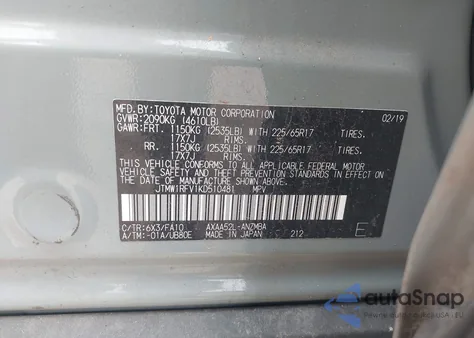 MFD.BY: TOYOTA MOTOR CORPORATION 02/19
GVWR: 2090KG (4610LB)
GAWR: FRT. 1150KG (2535LB) WITH 225/65R17 TIRES.
17X7J RIMS.
RR. 1150KG (2535LB) WITH 225/65R17 TIRES.
17X7J RIMS.
THIS VEHICLE CONFORMS TO ALL APPLICABLE FEDERAL MOTOR
VEHICLE SAFETY AND THEFT PREVENTION STANDARDS IN EFFECT
ON THE DATE OF MANUFACTURE SHOWN ABOVE.
JTMW1RFV1KD510481 MPV
C/TR: 6X3/FA10 AXAA52L-ANZMBA
A/TM: -01A/UB80E MADE IN JAPAN 212 E
autoSnap